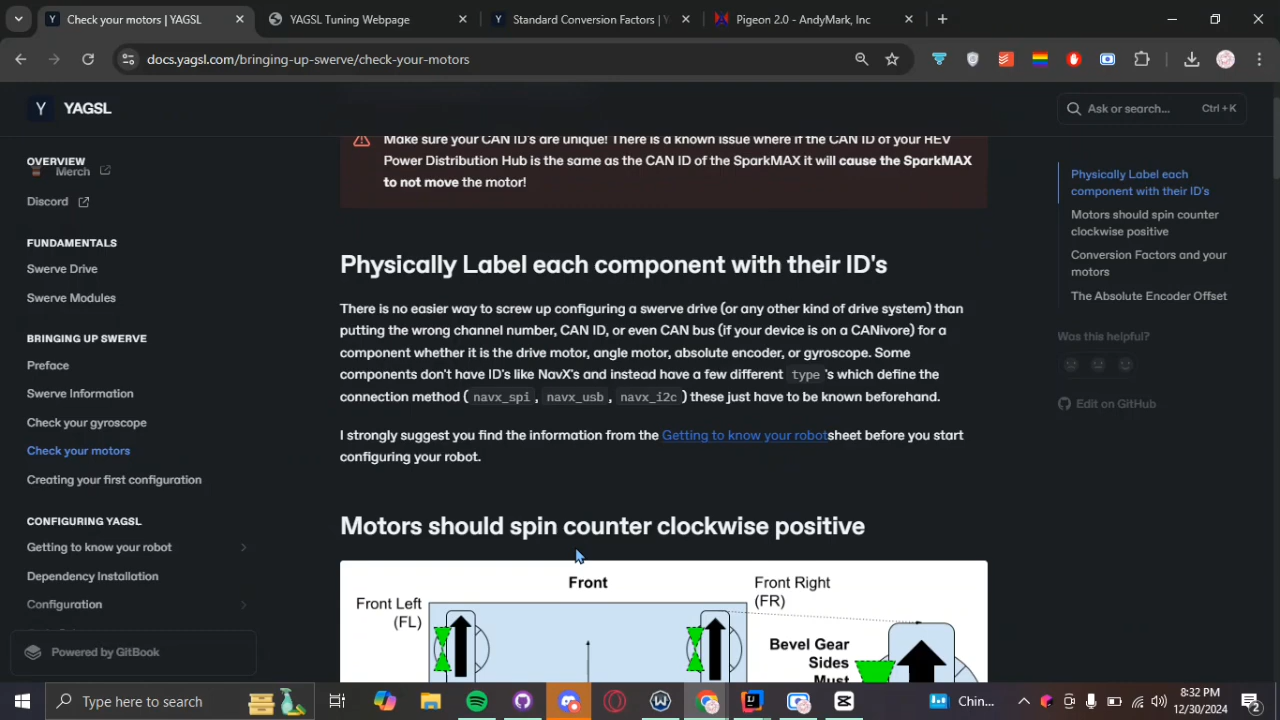 Check your motors | YAGSL
YAGSL Tuning Webpage
Standard Conversion Factors | Y
Pigeon 2.0 - AndyMark, Inc
docs.yagsl.com/bringing-up-swerve/check-your-motors
YAGSL
Ask or search...
Ctrl + K
OVERVIEW
Merch
Discord
FUNDAMENTALS
Swerve Drive
Swerve Modules
BRINGING UP SWERVE
Preface
Swerve Information
Check your gyroscope
Check your motors
Creating your first configuration
CONFIGURING YAGSL
Getting to know your robot
Dependency Installation
Configuration
Powered by GitBook
Make sure your CAN ID's are unique! There is a known issue where if the CAN ID of your REV
Power Distribution Hub is the same as the CAN ID of the SparkMAX it will cause the SparkMAX
to not move the motor!
Physically Label each component with their ID's
There is no easier way to screw up configuring a swerve drive (or any other kind of drive system) than
putting the wrong channel number, CAN ID, or even CAN bus (if your device is on a CANivore) for a
component whether it is the drive motor, angle motor, absolute encoder, or gyroscope. Some
components don't have ID's like NavX's and instead have a few different type 's which define the
connection method ( navx_spi , navx_usb , navx_i2c ) these just have to be known beforehand.
I strongly suggest you find the information from the Getting to know your robotsheet before you start
configuring your robot.
Motors should spin counter clockwise positive
Front
Front Left
(FL)
Front Right
(FR)
Bevel Gear
Sides
Must
Physically Label each
component with their ID's
Motors should spin counter
clockwise positive
Conversion Factors and your
motors
The Absolute Encoder Offset
Was this helpful?
Edit on GitHub
Type here to search
Chin...
8:32 PM
12/30/2024
2